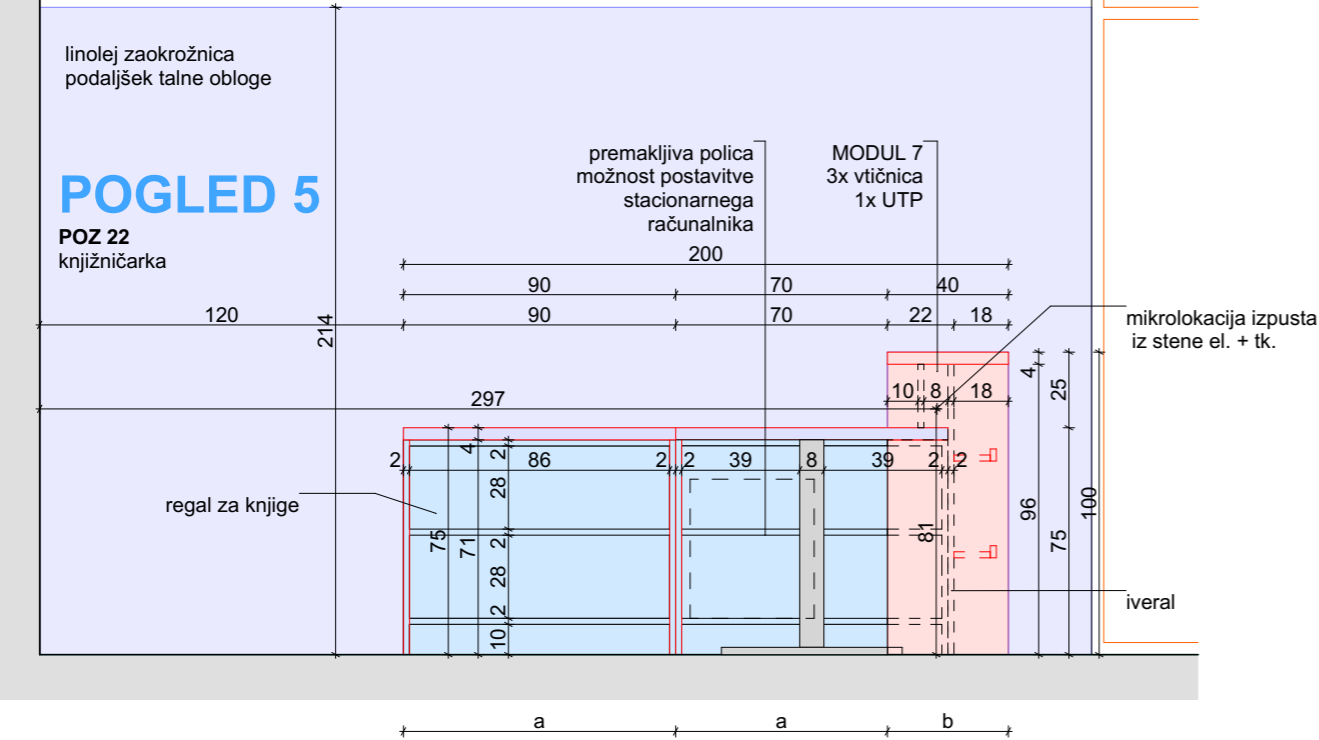 linolej zaokrožnica
podaljšek talne obloge
POGLED 5
POZ 22
knjižničarka
premakljiva polica
možnost postavitve
stacionarnega
računalnika
MODUL 7
3x vtičnica
1x UTP
200
90 70 40
120 90 70 22 18
214
mikrolokacija izpusta
iz stene el. + tk.
4 25
10 8 18
297
4 2
2 86 2 2 39 8 39 2 2
28
regal za knjige
75 71 2 81 96 75 100
28
2
10
iveral
a a b